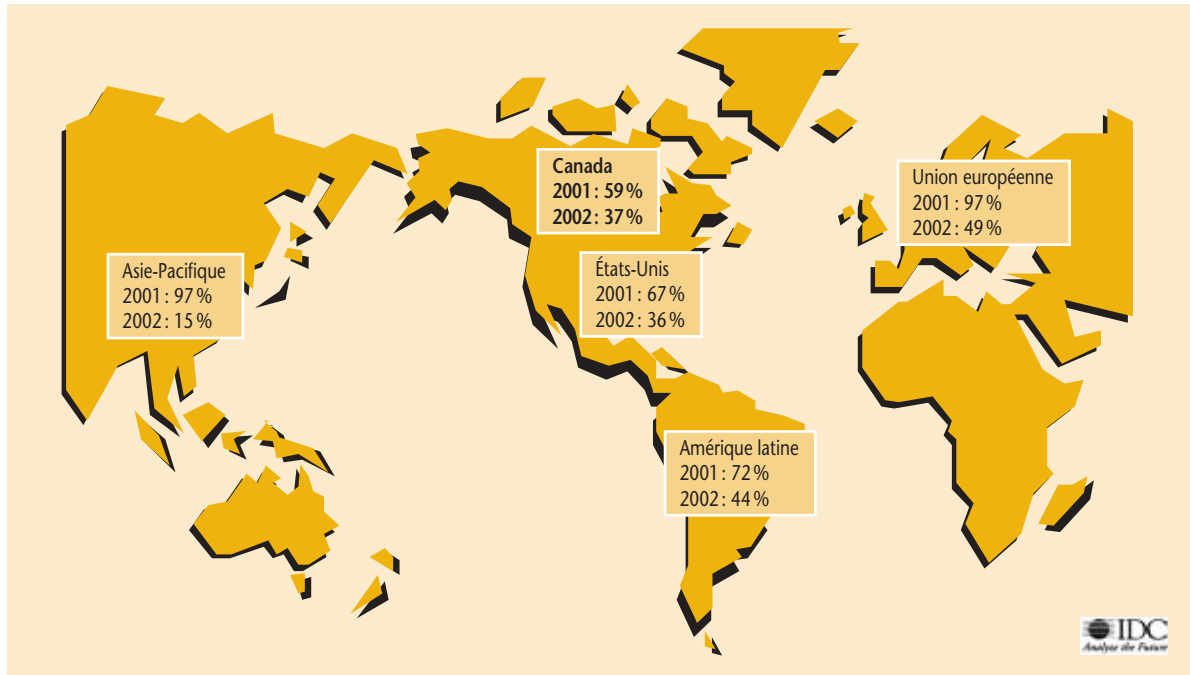 Canada
2001 : 59 %
2002 : 37 %
Union européenne
2001 : 97 %
2002 : 49 %
Asie-Pacifique
2001 : 97 %
2002 : 15 %
États-Unis
2001 : 67 %
2002 : 36 %
Amérique latine
2001 : 72 %
2002 : 44 %
IDC
Analyze the Future